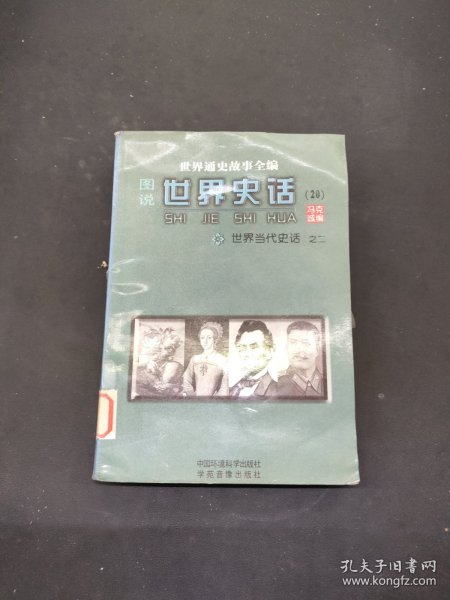 世界通史故事全编
图说
世界史话 (20)
SHI JIE SHI HUA
冯克诚编
世界当代史话 之二
中国环境科学出版社
学苑音像出版社
孔夫子旧书网
www.kongfz.com